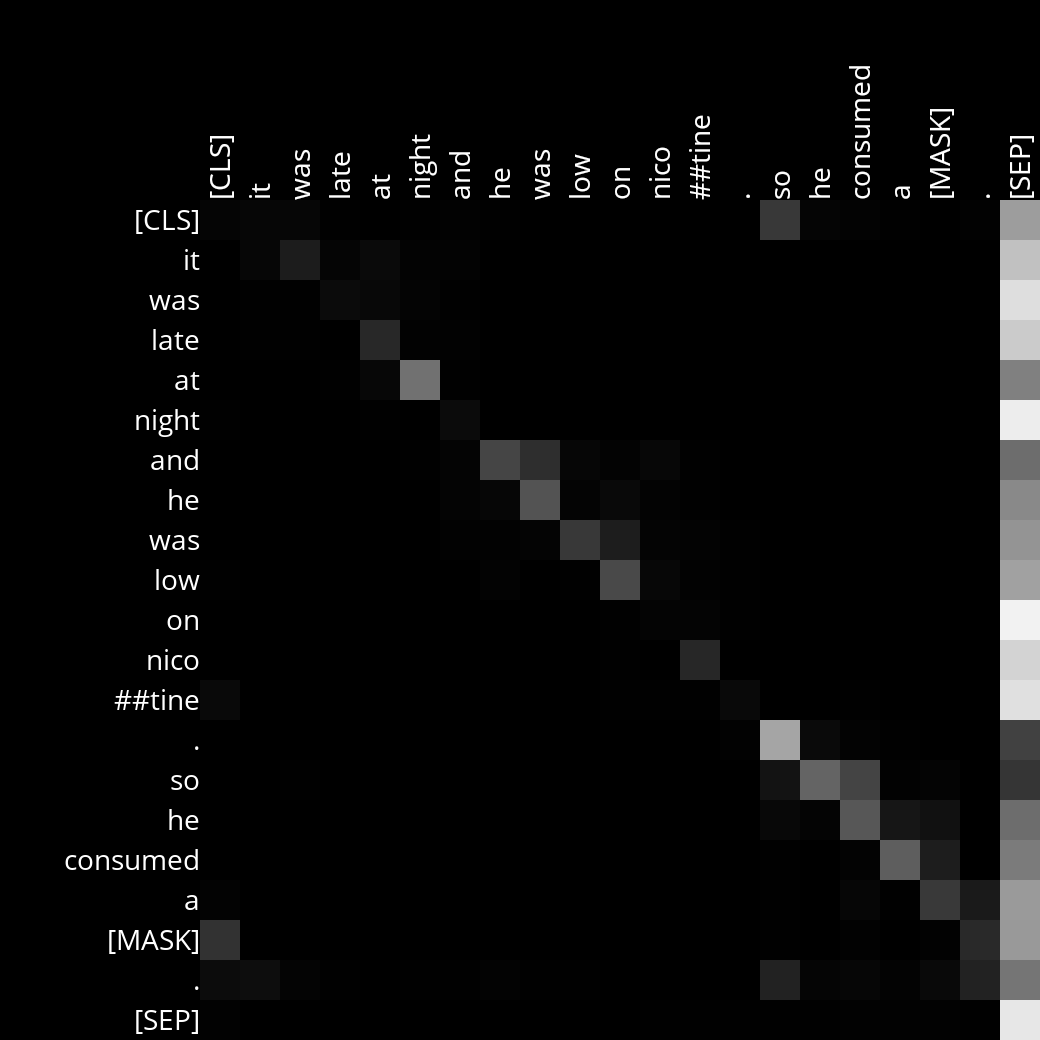 [CLS] it was late at night and he was low on nico ##tine . so he consumed a [MASK] . [SEP]
[CLS]
it
was
late
at
night
and
he
was
low
on
nico
##tine
.
so
he
consumed
a
[MASK]
.
[SEP]